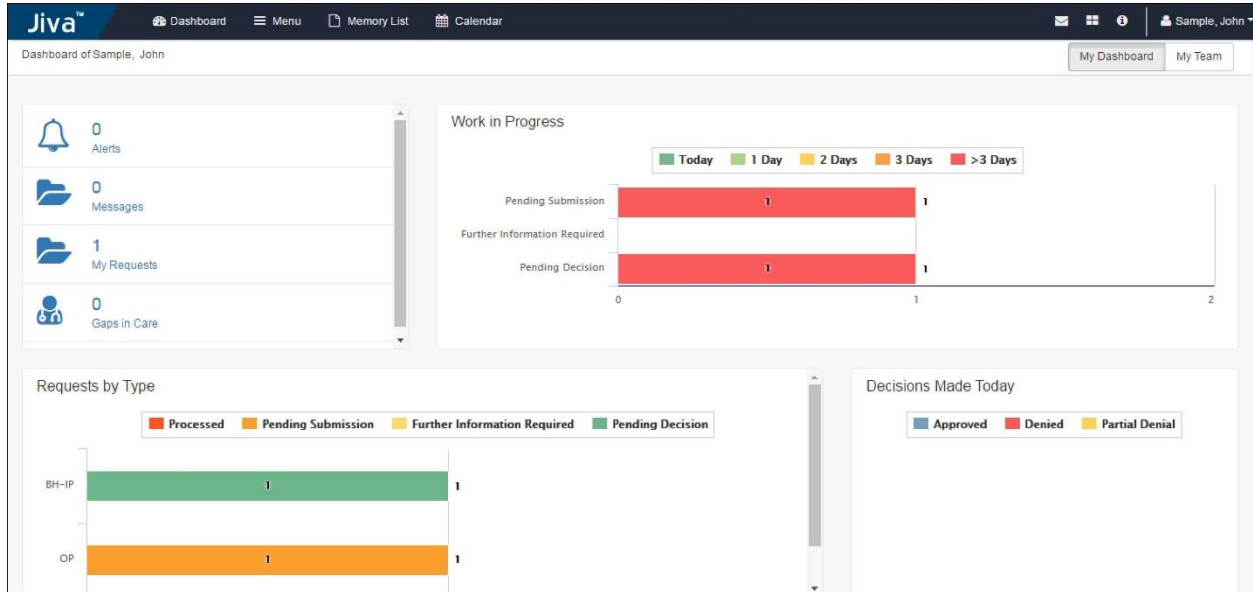 Jiva™ Dashboard Menu Memory List Calendar Sample, John
Dashboard of Sample, John My Dashboard My Team
0
Alerts
0
Messages
1
My Requests
0
Gaps in Care
Work in Progress
Today 1 Day 2 Days 3 Days >3 Days
Pending Submission 1 1
Further Information Required
Pending Decision 1 1
0 1 2
Requests by Type
Processed Pending Submission Further Information Required Pending Decision
BH-IP 1 1
OP 1 1
Decisions Made Today
Approved Denied Partial Denial